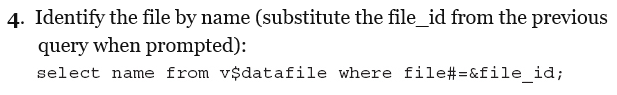 4. Identify the file by name (substitute the file_id from the previous
query when prompted):
select name from v$datafile where file#=&file_id;